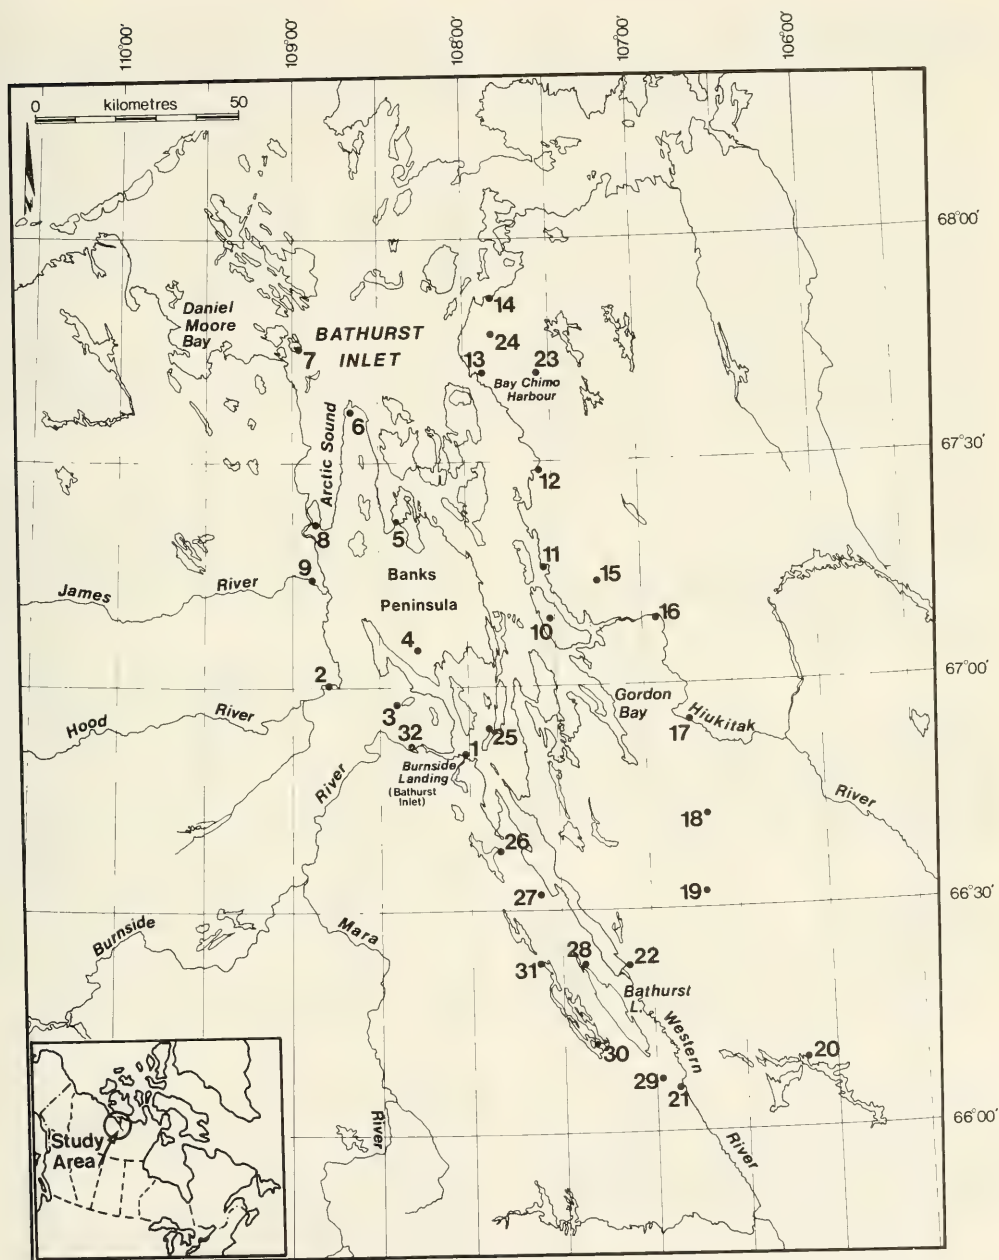 110°00'
109°00'
108°00'
107°00'
106°00'
0 kilometres 50
68°00'
Daniel
Moore
Bay
BATHURST
INLET
14
24
13
23
7
Bay Chimo
Harbour
Arctic Sound
6
67°30'
12
8
5
11
9
Banks
15
James River
Peninsula
10
16
4
2
67°00'
Gordon
Bay
3
Hood River
32
25
1
17
Hiukitak
River
Burnside
Landing
(Bathurst
Inlet)
River
18
26
27
19
66°30'
Burnside
Mara
28
22
31
Bathurst
L.
Western
30
20
29
21
66°00'
River
River
Study
Area